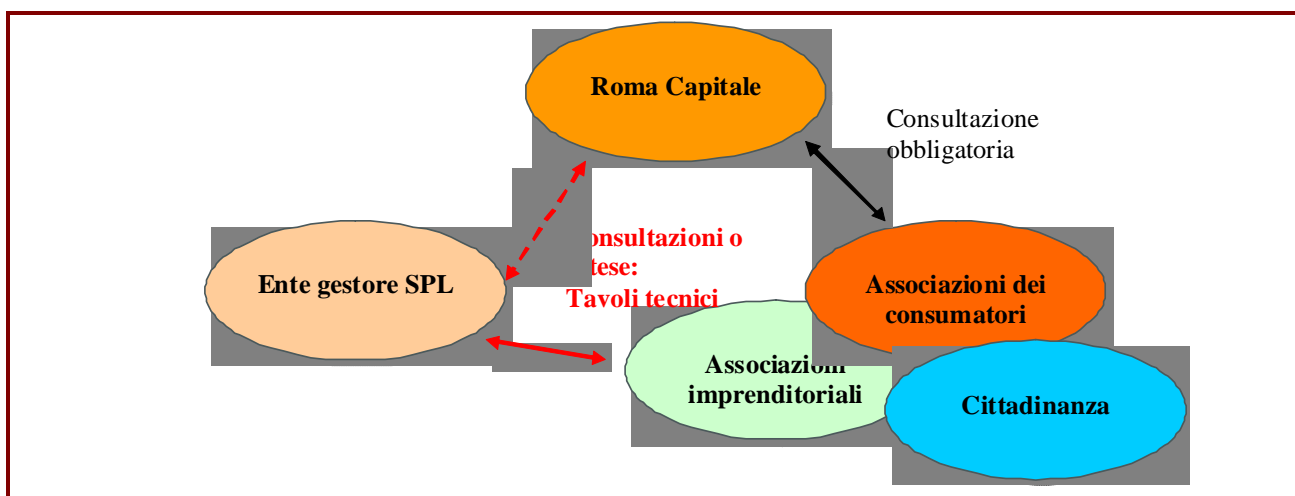 Roma Capitale
Consultazione
obbligatoria
onsultazioni o
tese:
Tavoli tecnici
Ente gestore SPL
Associazioni dei
consumatori
Associazioni
imprenditoriali
Cittadinanza